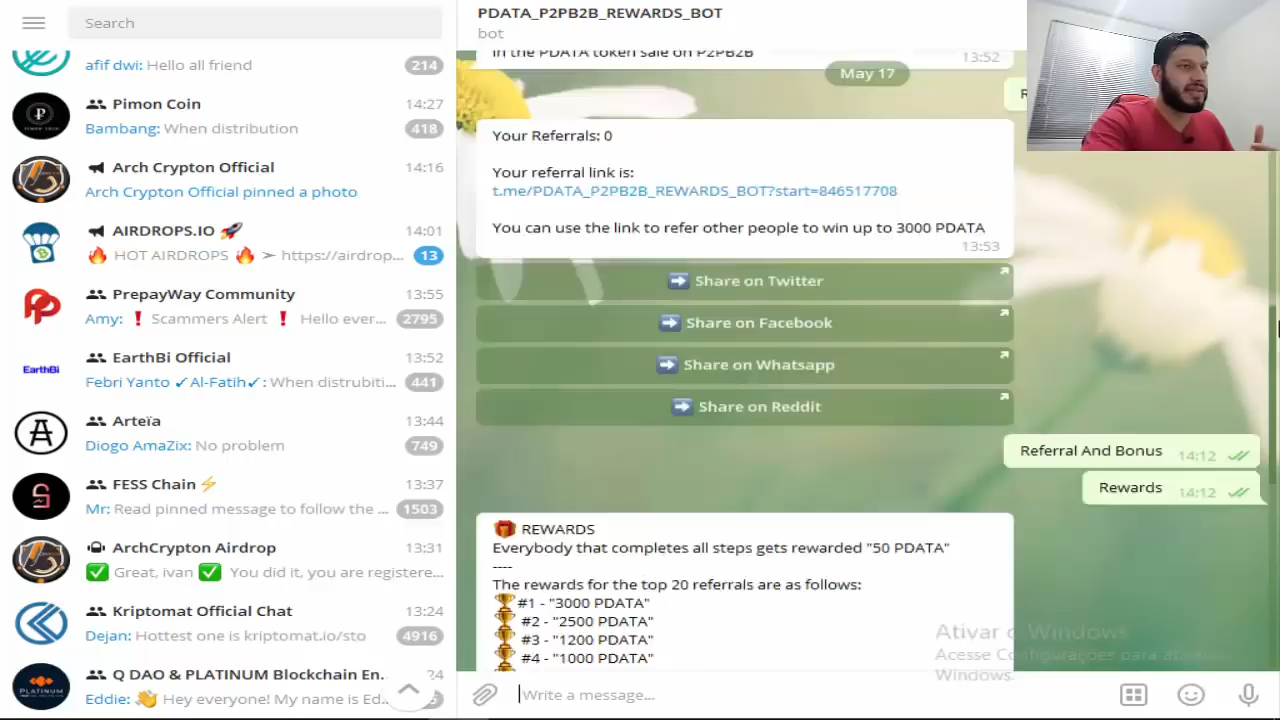 Search
afif dwi: Hello all friend
214
Pimon Coin
14:27
Bambang: When distribution
418
Arch Crypton Official
14:16
Arch Crypton Official pinned a photo
AIRDROPS.IO 🚀
14:01
🔥 HOT AIRDROPS 🔥 ➣ https://airdrop...
13
PrepayWay Community
13:55
Amy: ❗ Scammers Alert ❗ Hello ever...
2795
EarthBi
EarthBi Official
13:52
Febri Yanto ✓Al-Fatih✓: When distrubiti...
441
Arteïa
13:44
Diogo AmaZix: No problem
749
FESS Chain⚡
13:37
Mr: Read pinned message to follow the ...
1503
ArchCrypton Airdrop
13:31
✅ Great, ivan ✅ You did it, you are registere...
Kriptomat Official Chat
13:24
Dejan: Hottest one is kriptomat.io/sto
4916
PLATINUM
Q DAO & PLATINUM Blockchain En...
24
Eddie: 👋 Hey everyone! My name is Ed...
PDATA_P2PB2B_REWARDS_BOT
bot
in the PDATA token sale on P2PB2B
13:52
May 17
R
Your Referrals: 0
Your referral link is:
t.me/PDATA_P2PB2B_REWARDS_BOT?start=846517708
You can use the link to refer other people to win up to 3000 PDATA
13:53
➡ Share on Twitter
➡ Share on Facebook
➡ Share on Whatsapp
➡ Share on Reddit
Referral And Bonus 14:12
Rewards 14:12
🎁 REWARDS
Everybody that completes all steps gets rewarded "50 PDATA"
----
The rewards for the top 20 referrals are as follows:
🏆#1 - "3000 PDATA"
🏆#2 - "2500 PDATA"
🏆#3 - "1200 PDATA"
🏆#4 - "1000 PDATA"
Ativar o Windows
Acesse Configurações para
Windows.
Write a message...